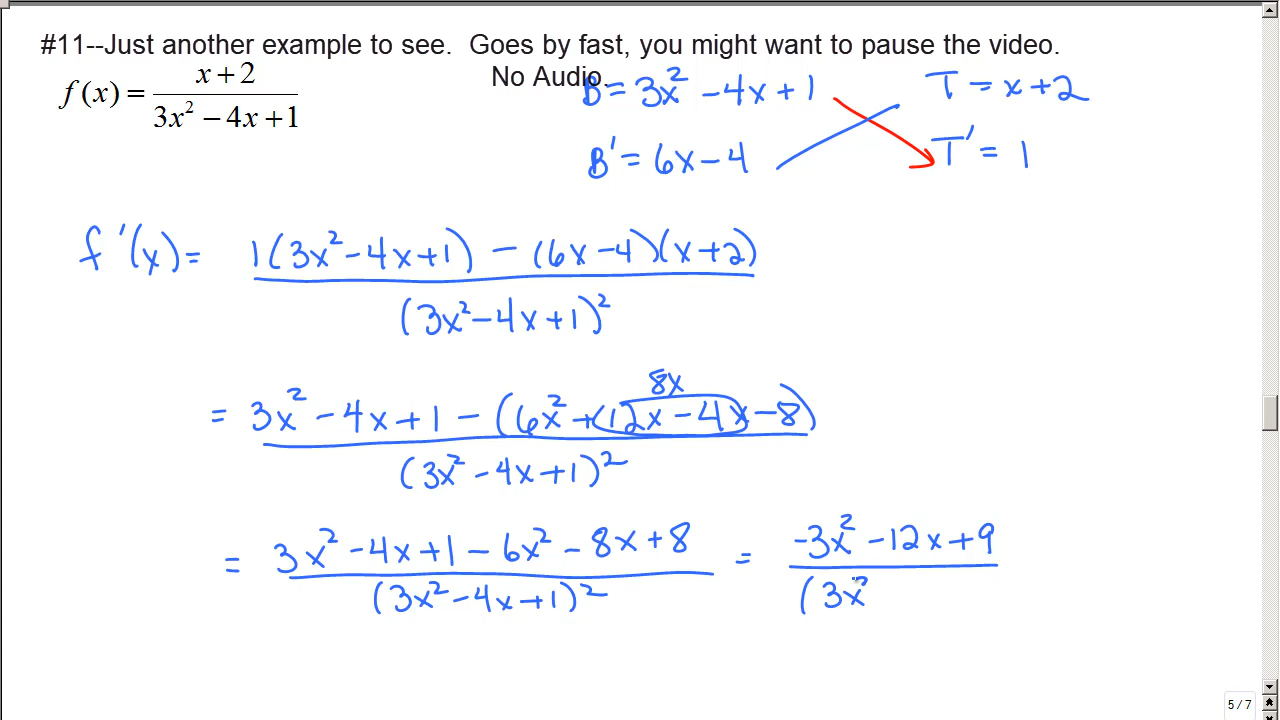 #11--Just another example to see. Goes by fast, you might want to pause the video.
No Audio.
f(x) = x + 2 / 3x² − 4x + 1
B = 3x² − 4x + 1
T = x + 2
B' = 6x − 4
T' = 1
f'(x) = 1(3x² − 4x + 1) − (6x − 4)(x + 2)
(3x² − 4x + 1)²
8x
= 3x² − 4x + 1 − (6x² + 12x − 4x − 8)
(3x² − 4x + 1)²
= 3x² − 4x + 1 − 6x² − 8x + 8 = −3x² − 12x + 9
(3x² − 4x + 1)² (3x²
5 / 7